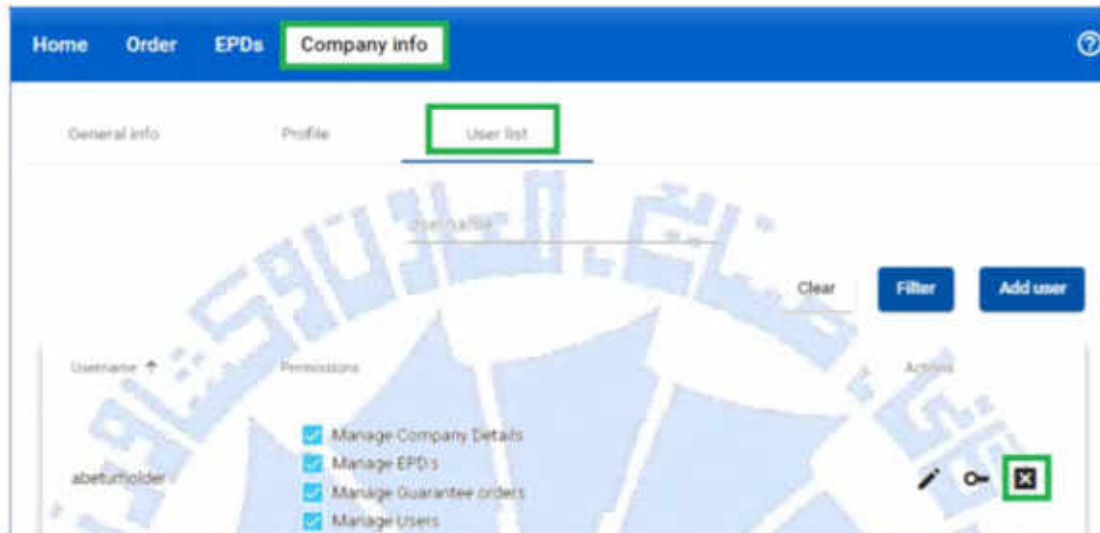 Home Order EPDs Company info
General info Profile User list
Username
Clear Filter Add user
Username ↑ Permissions Actions
Manage Company Details
Manage EPD's
abeturholder
Manage Guarantee orders
Manage Users